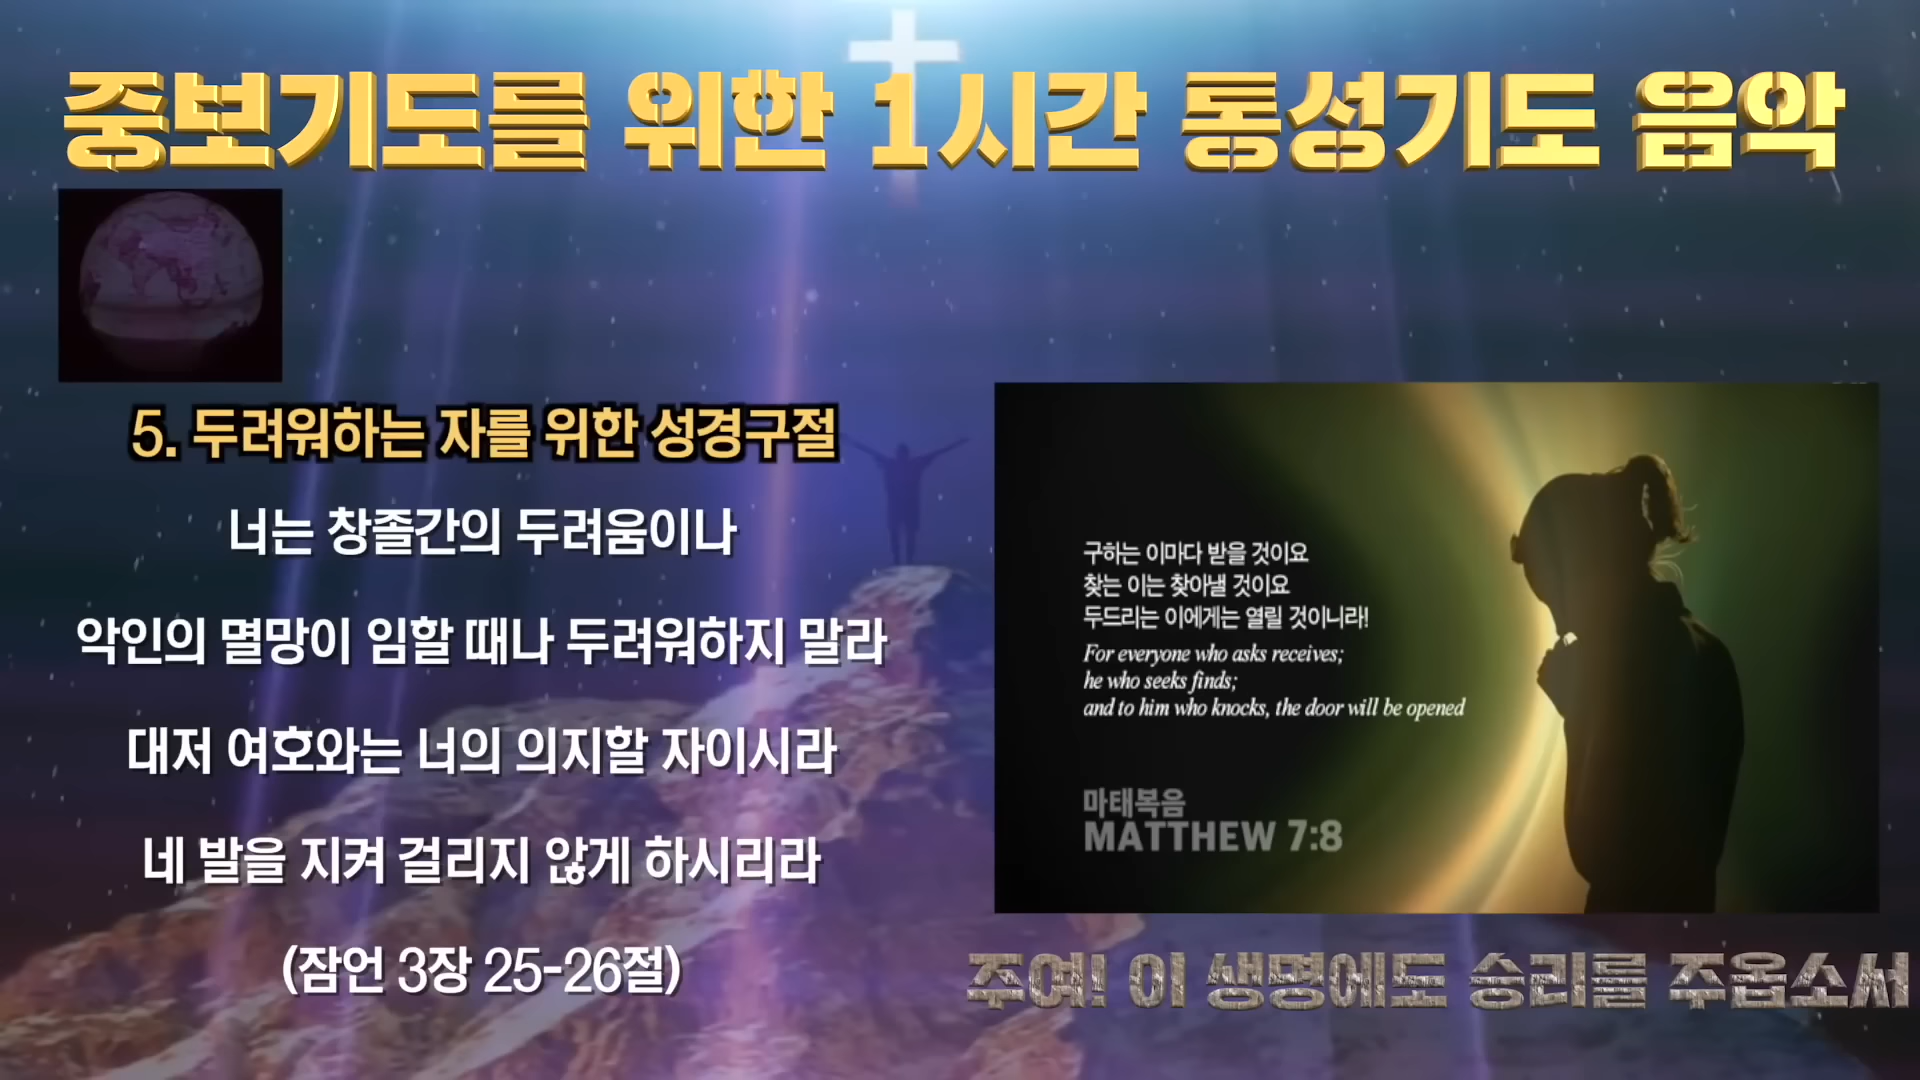 중보기도를 위한 1시간 통성기도 음악
5. 두려워하는 자를 위한 성경구절
너는 창졸간의 두려움이나
악인의 멸망이 임할 때나 두려워하지 말라
대저 여호와는 너의 의지할 자이시라
네 발을 지켜 걸리지 않게 하시리라
(잠언 3장 25-26절)
구하는 이마다 받을 것이요
찾는 이는 찾아낼 것이요
두드리는 이에게는 열릴 것이니라!
For everyone who asks receives;
he who seeks finds;
and to him who knocks, the door will be opened
마태복음
MATTHEW 7:8
주여! 이 생명에도 승리를 주옵소서